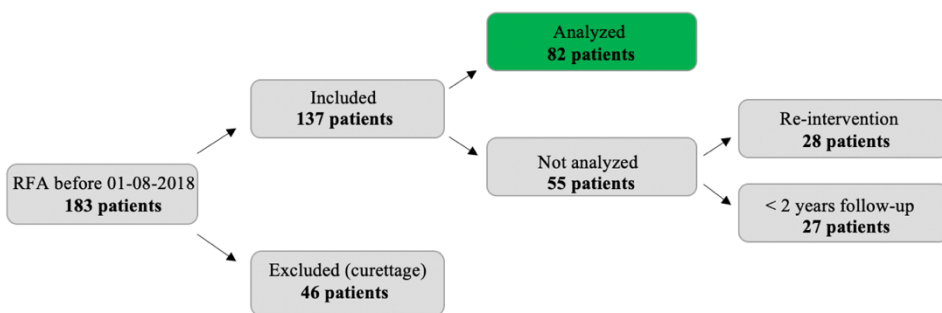 Analyzed
82 patients
Included
137 patients
Re-intervention
28 patients
Not analyzed
55 patients
RFA before 01-08-2018
183 patients
< 2 years follow-up
27 patients
Excluded (curettage)
46 patients